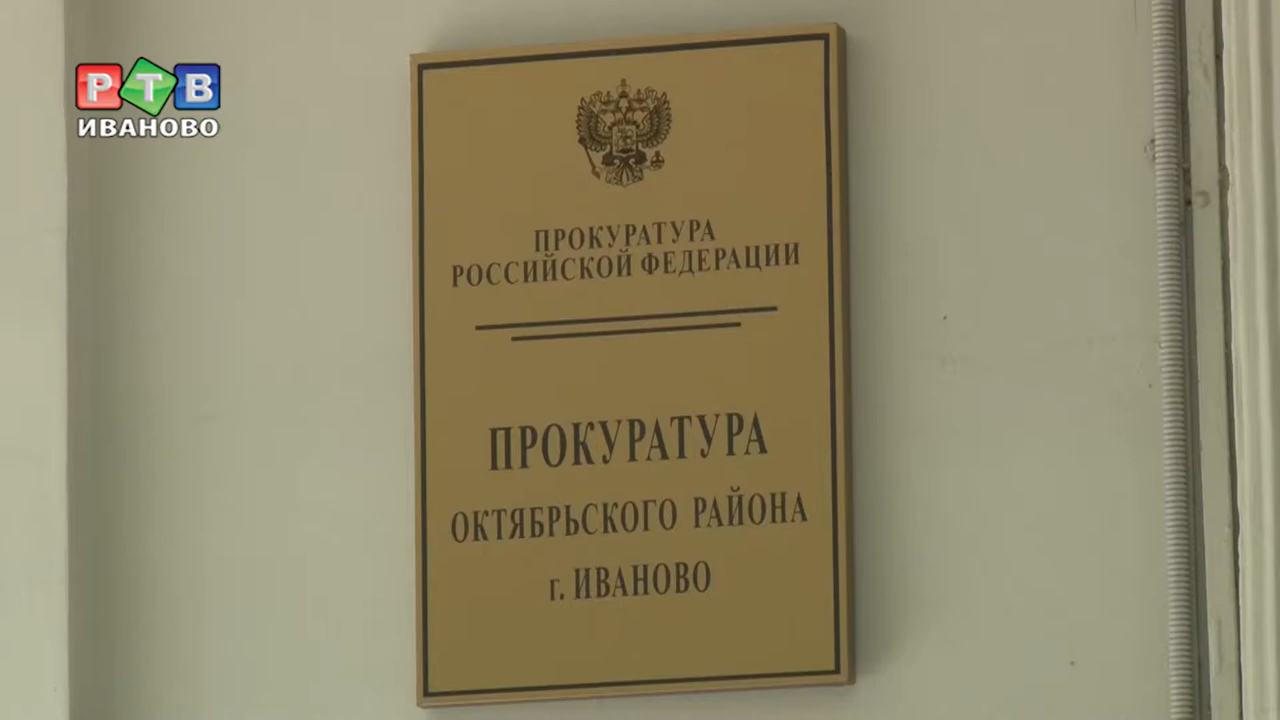 РТВ
ИВАНОВО
ПРОКУРАТУРА
РОССИЙСКОЙ ФЕДЕРАЦИИ
ПРОКУРАТУРА
ОКТЯБРЬСКОГО РАЙОНА
г. ИВАНОВО